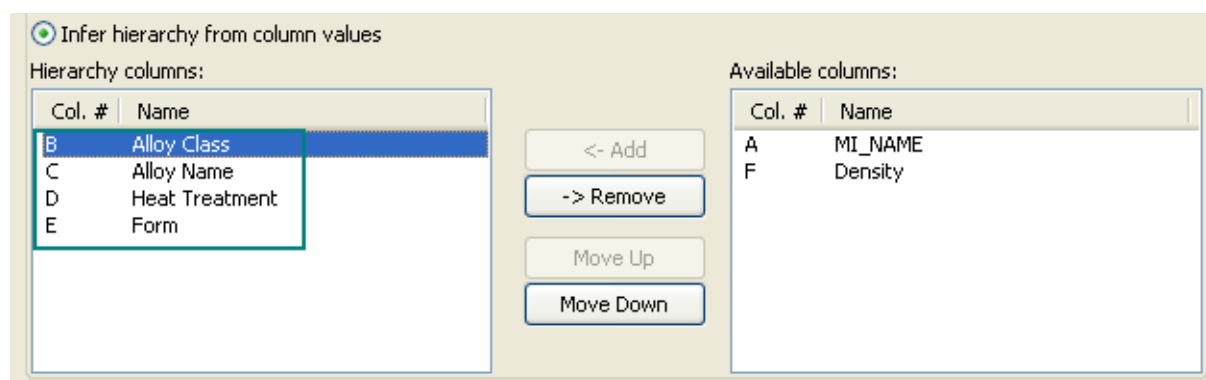 Infer hierarchy from column values
Hierarchy columns:
Available columns:
Col. # Name
Col. # Name
B Alloy Class
C Alloy Name
D Heat Treatment
E Form
<- Add
-> Remove
Move Up
Move Down
A MI_NAME
F Density